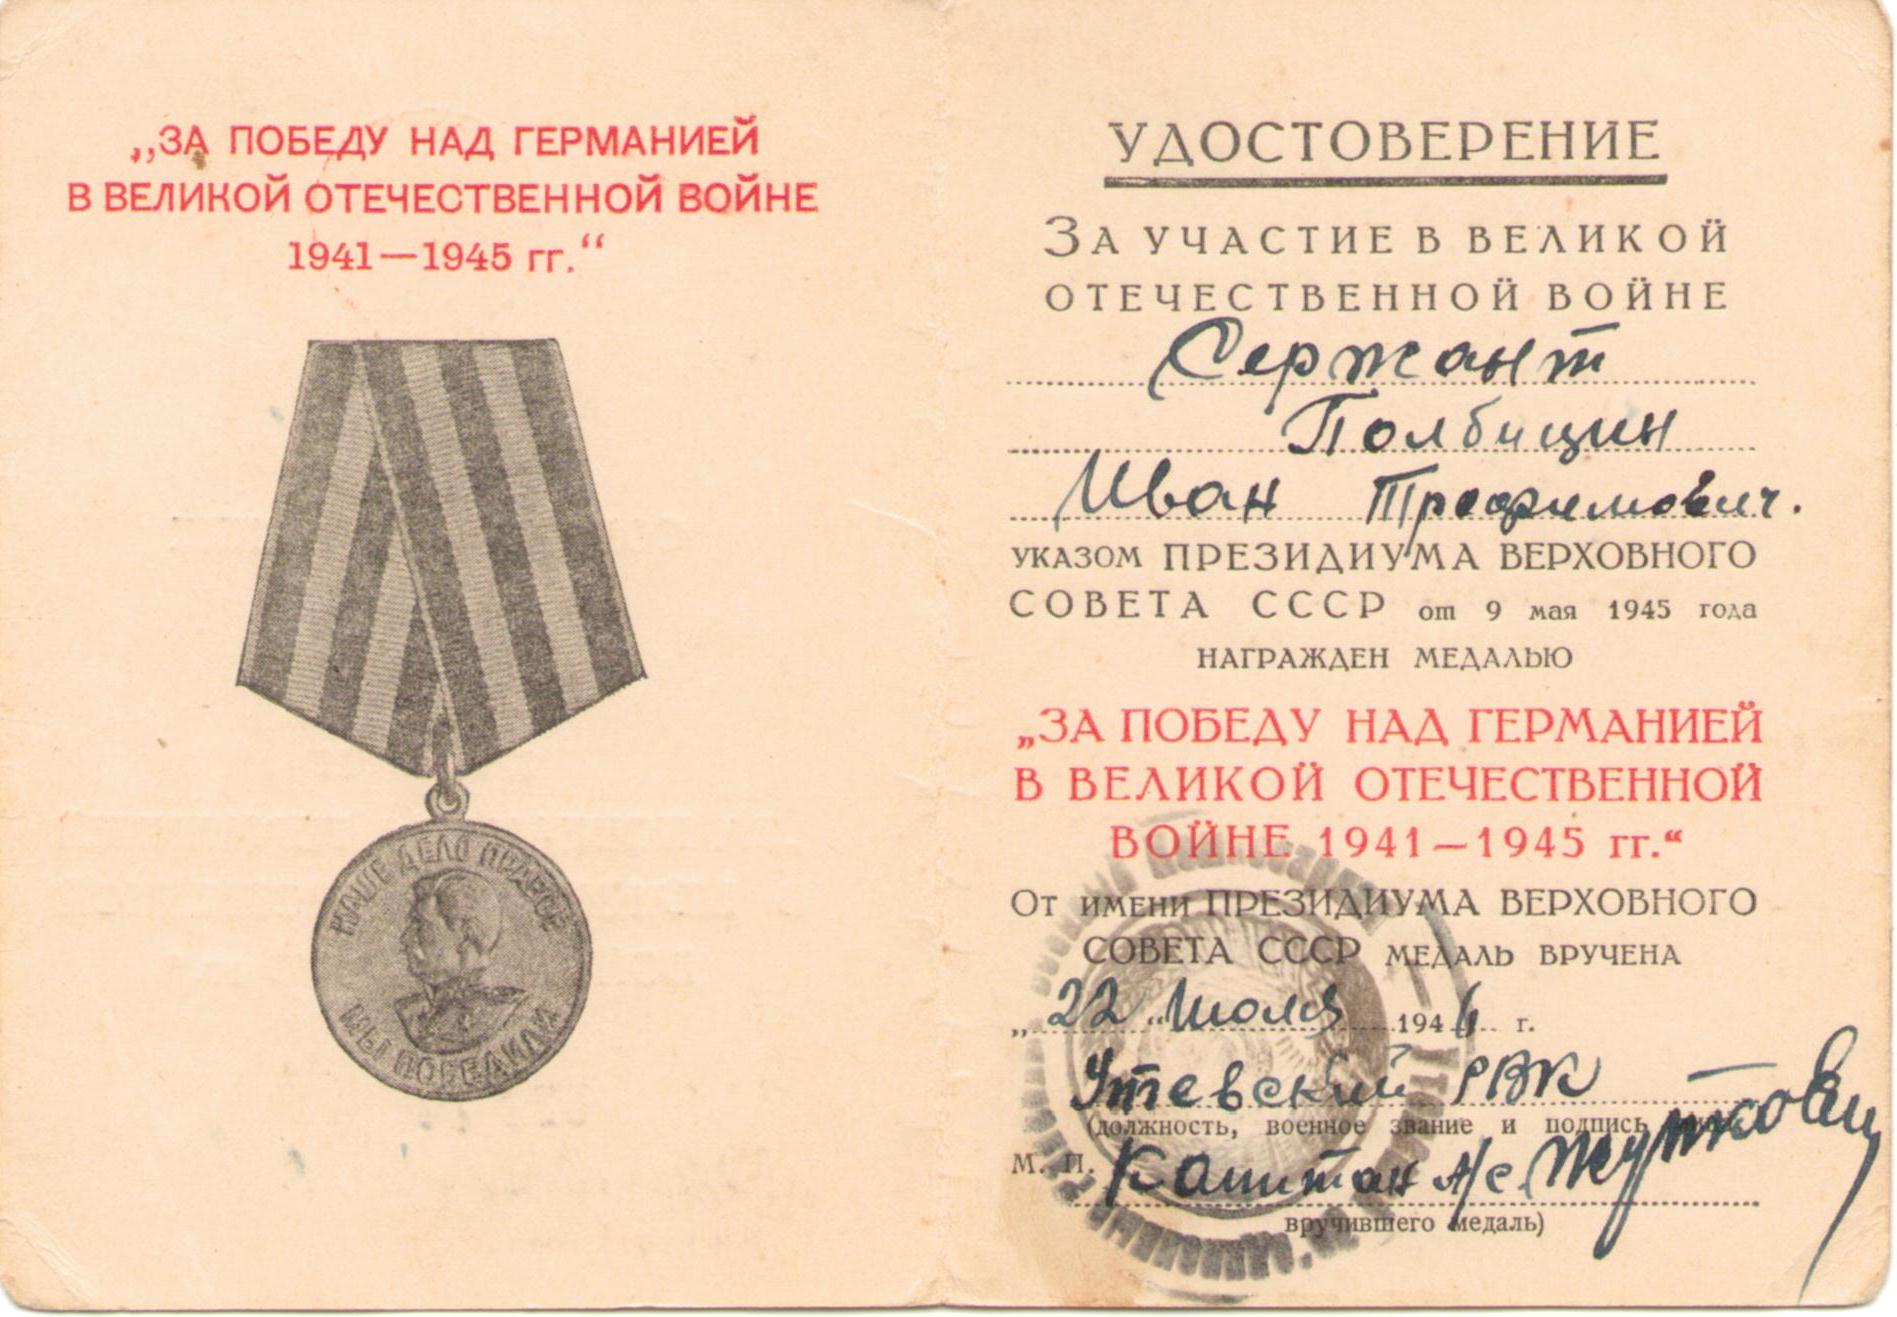 „ЗА ПОБЕДУ НАД ГЕРМАНИЕЙ
В ВЕЛИКОЙ ОТЕЧЕСТВЕННОЙ ВОЙНЕ
1941—1945 гг.“
НАШЕ ДЕЛО ПРАВОЕ
МЫ ПОБЕДИЛИ
УДОСТОВЕРЕНИЕ
ЗА УЧАСТИЕ В ВЕЛИКОЙ
ОТЕЧЕСТВЕННОЙ ВОЙНЕ
Сержант
Полбицин
Иван Трофимович.
УКАЗОМ ПРЕЗИДИУМА ВЕРХОВНОГО
СОВЕТА СССР от 9 мая 1945 года
НАГРАЖДЕН МЕДАЛЬЮ
„ЗА ПОБЕДУ НАД ГЕРМАНИЕЙ
В ВЕЛИКОЙ ОТЕЧЕСТВЕННОЙ
ВОЙНЕ 1941—1945 гг.“
ОТ ИМЕНИ ПРЕЗИДИУМА ВЕРХОВНОГО
СОВЕТА СССР МЕДАЛЬ ВРУЧЕНА
„22“ Июля 1946 г.
Утевский РВК
(должность, военное звание и подпись
М. П. Капитан А/С
вручившего медаль)